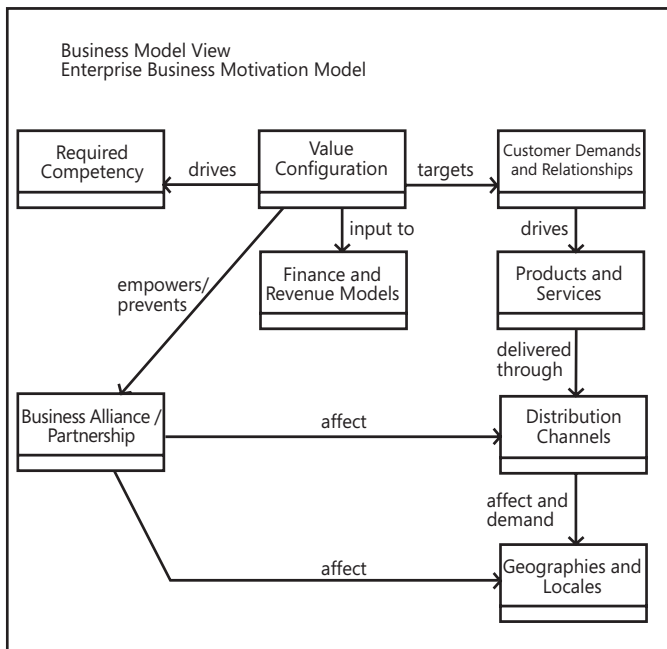 Business Model View
Enterprise Business Motivation Model
Required
Competency
drives
Value
Configuration
targets
Customer Demands
and Relationships
input to
drives
empowers/
prevents
Finance and
Revenue Models
Products and
Services
delivered
through
Business Alliance /
Partnership
affect
Distribution
Channels
affect and
demand
affect
Geographies and
Locales